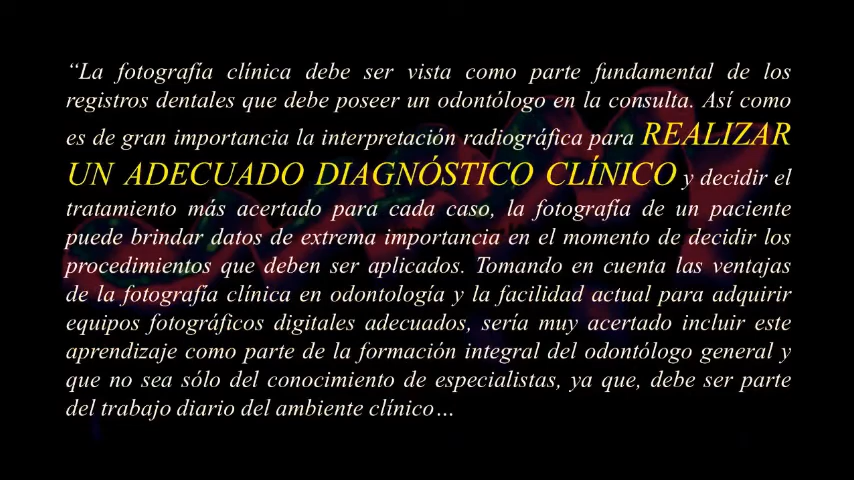 “La fotografía clínica debe ser vista como parte fundamental de los
registros dentales que debe poseer un odontólogo en la consulta. Así como
es de gran importancia la interpretación radiográfica para REALIZAR
UN ADECUADO DIAGNÓSTICO CLÍNICO y decidir el
tratamiento más acertado para cada caso, la fotografía de un paciente
puede brindar datos de extrema importancia en el momento de decidir los
procedimientos que deben ser aplicados. Tomando en cuenta las ventajas
de la fotografía clínica en odontología y la facilidad actual para adquirir
equipos fotográficos digitales adecuados, sería muy acertado incluir este
aprendizaje como parte de la formación integral del odontólogo general y
que no sea sólo del conocimiento de especialistas, ya que, debe ser parte
del trabajo diario del ambiente clínico…